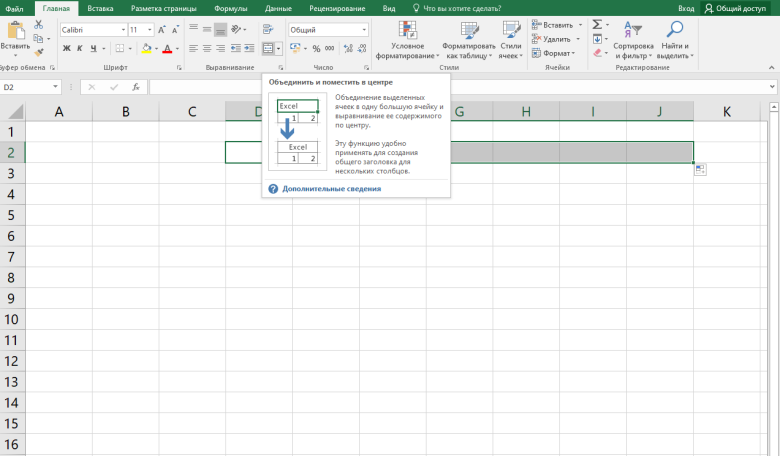 Файл Главная Вставка Разметка страницы Формулы Данные Рецензирование Вид Что вы хотите сделать? Вход Общий доступ
Вставить
Calibri 11
Ж К Ч
Общий
% 000
Условное форматирование
Форматировать как таблицу
Стили ячеек
Вставить
Удалить
Формат
Сортировка и фильтр
Найти и выделить
Буфер обмена Шрифт Выравнивание Число Стили Ячейки Редактирование
D2
Объединить и поместить в центре
Excel
1 2
Excel
1 2
Объединение выделенных
ячеек в одну большую ячейку и
выравнивание ее содержимого
по центру.
Эту функцию удобно
применять для создания
общего заголовка для
нескольких столбцов.
Дополнительные сведения
A B C D G H I J K
1
2
3
4
5
6
7
8
9
10
11
12
13
14
15
16